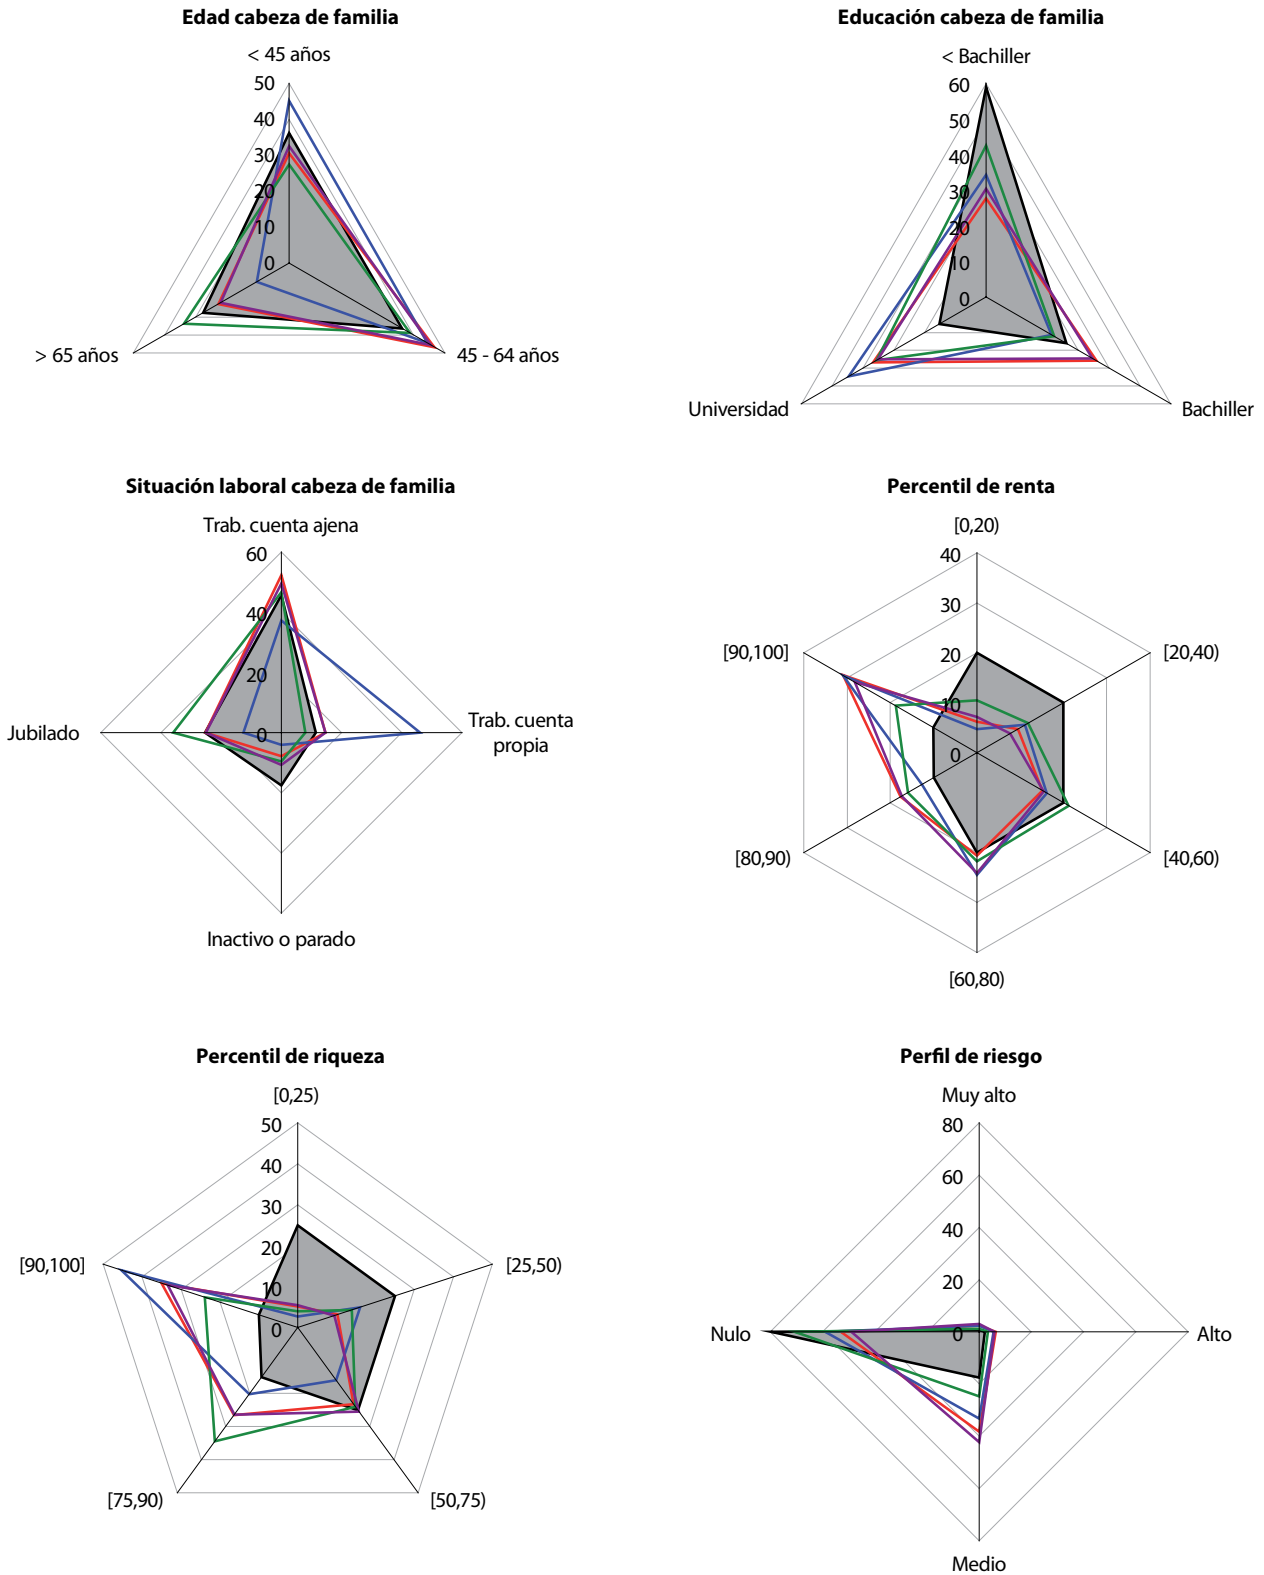 Edad cabeza de familia
< 45 años
50
40
30
20
10
0
> 65 años
45 - 64 años
Educación cabeza de familia
< Bachiller
60
50
40
30
20
10
0
Universidad
Bachiller
Situación laboral cabeza de familia
Trab. cuenta ajena
60
40
20
0
Jubilado
Trab. cuenta
propia
Inactivo o parado
Percentil de renta
[0,20)
40
30
20
10
0
[90,100]
[20,40)
[80,90)
[40,60)
[60,80)
Percentil de riqueza
[0,25)
50
40
30
20
10
0
[90,100]
[25,50)
[75,90)
[50,75)
Perfil de riesgo
Muy alto
80
60
40
20
0
Nulo
Alto
Medio